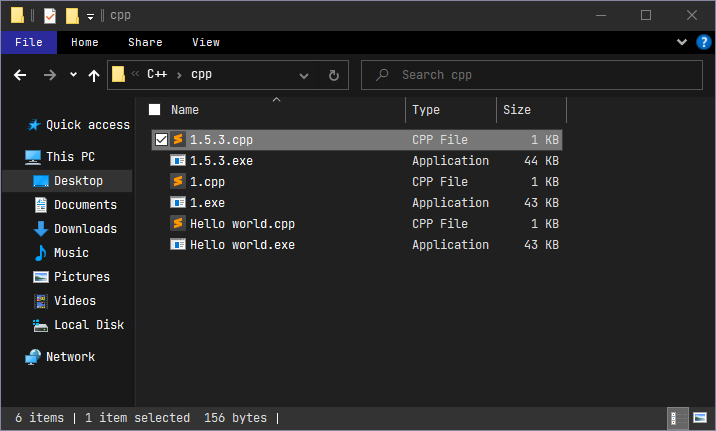 cpp
File Home Share View
C++ cpp Search cpp
Name Type Size
Quick access
This PC
Desktop
Documents
Downloads
Music
Pictures
Videos
Local Disk
Network
1.5.3.cpp CPP File 1 KB
1.5.3.exe Application 44 KB
1.cpp CPP File 1 KB
1.exe Application 43 KB
Hello world.cpp CPP File 1 KB
Hello world.exe Application 43 KB
6 items | 1 item selected 156 bytes |